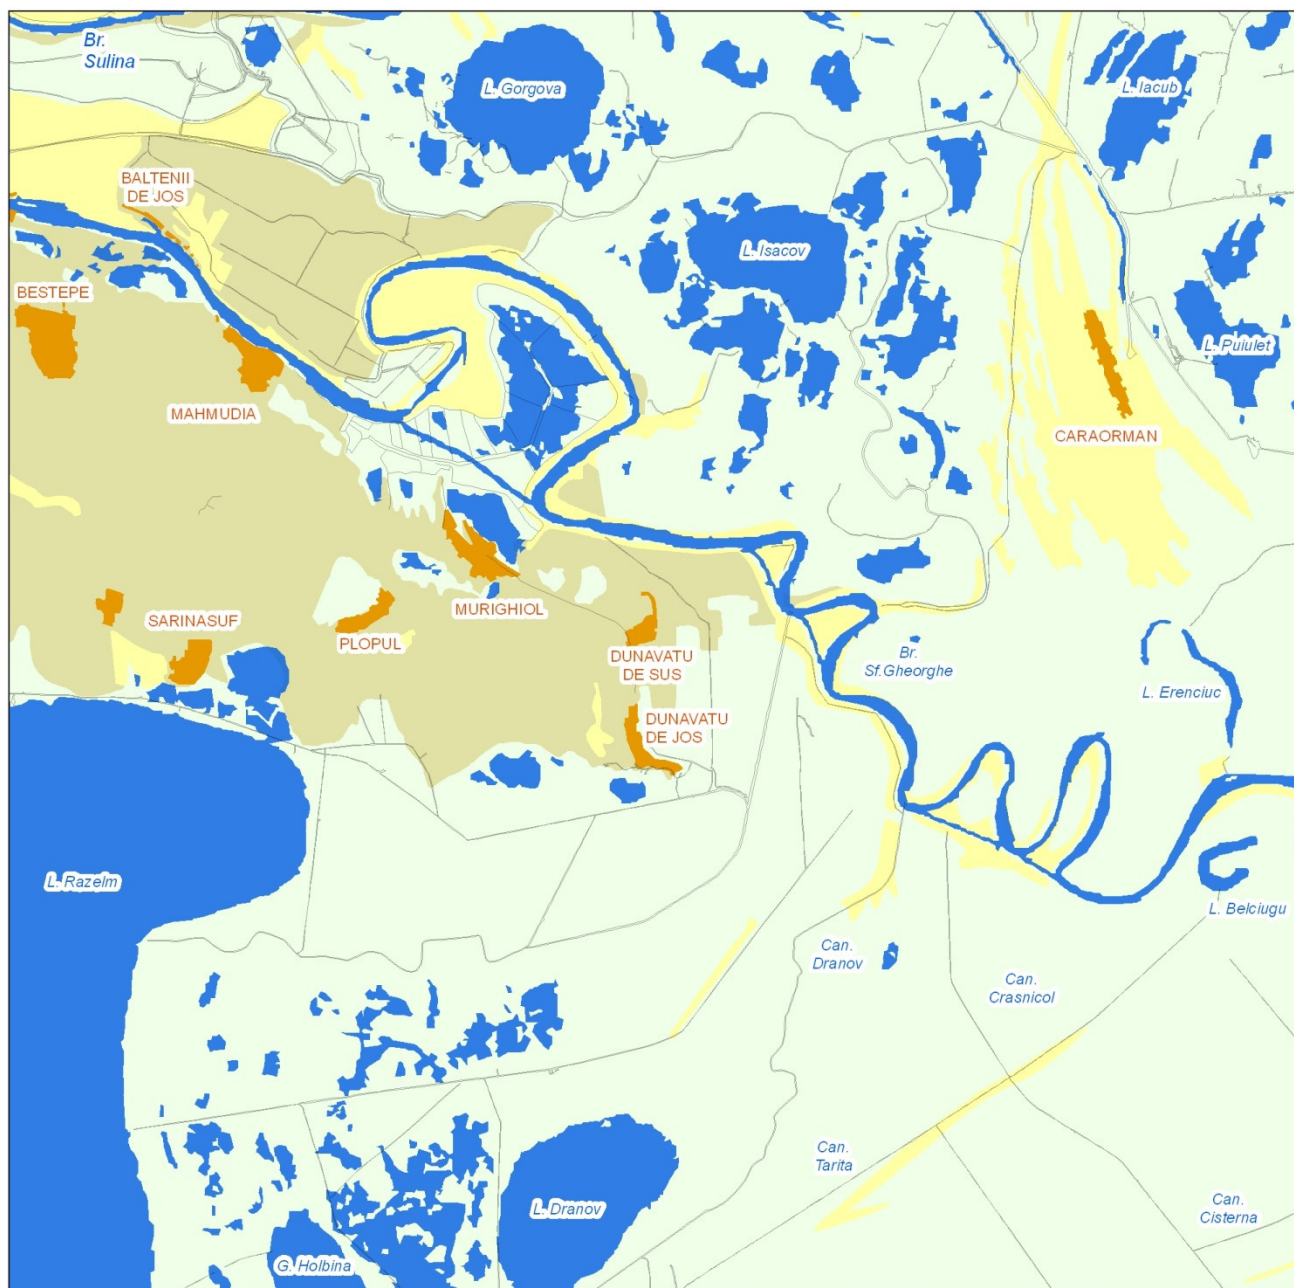 Br.
Sulina
L. Gorgova
L. Iacub
BALTENII
DE JOS
L. Isacov
BESTEPE
L. Puiulet
MAHMUDIA
CARAORMAN
MURIGHIOL
SARINASUF
PLOPUL
DUNAVATU
DE SUS
Br.
Sf.Gheorghe
L. Erenciuc
DUNAVATU
DE JOS
L. Razelm
L. Belciugu
Can.
Dranov
Can.
Crasnicol
Can.
Tarita
L. Dranov
Can.
Cisterna
G. Holbina